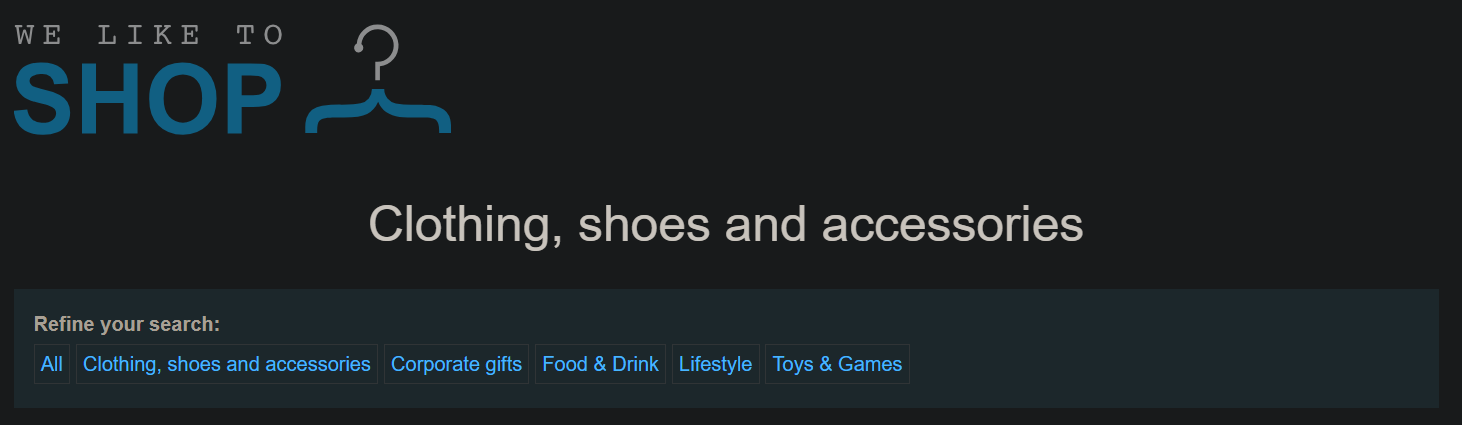 WE LIKE TO
SHOP
Clothing, shoes and accessories
Refine your search:
All Clothing, shoes and accessories Corporate gifts Food & Drink Lifestyle Toys & Games